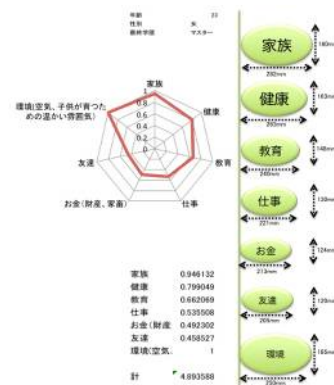 年齢 23
性別 女
最終学歴 マスター
家族
1
0.8
0.6
0.4
0.2
0
健康
教育
仕事
お金(財産、家畜)
友達
環境(空気、子供が育つた
めの温かい雰囲気)
家族 0.946132
健康 0.799049
教育 0.662069
仕事 0.535508
お金(財産
友達 0.458527
環境(空気、 1
計 4.893588
家族
健康
教育
仕事
お金
友達
環境